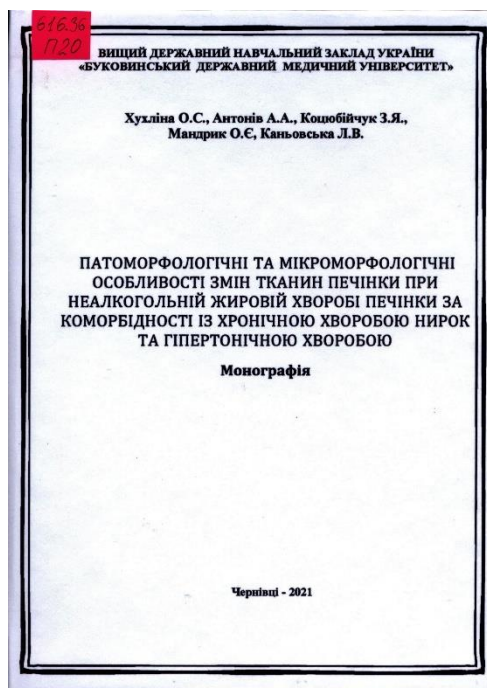 616.36
П20
ВИЩИЙ ДЕРЖАВНИЙ НАВЧАЛЬНИЙ ЗАКЛАД УКРАЇНИ
«БУКОВИНСЬКИЙ ДЕРЖАВНИЙ МЕДИЧНИЙ УНІВЕРСИТЕТ»
Хухліна О.С., Антонів А.А., Коцюбійчук З.Я.,
Мандрик О.Є, Каньовська Л.В.
ПАТОМОРФОЛОГІЧНІ ТА МІКРОМОРФОЛОГІЧНІ
ОСОБЛИВОСТІ ЗМІН ТКАНИН ПЕЧІНКИ ПРИ
НЕАЛКОГОЛЬНІЙ ЖИРОВІЙ ХВОРОБІ ПЕЧІНКИ ЗА
КОМОРБІДНОСТІ ІЗ ХРОНІЧНОЮ ХВОРОБОЮ НИРОК
ТА ГІПЕРТОНІЧНОЮ ХВОРОБОЮ
Монографія
Чернівці - 2021